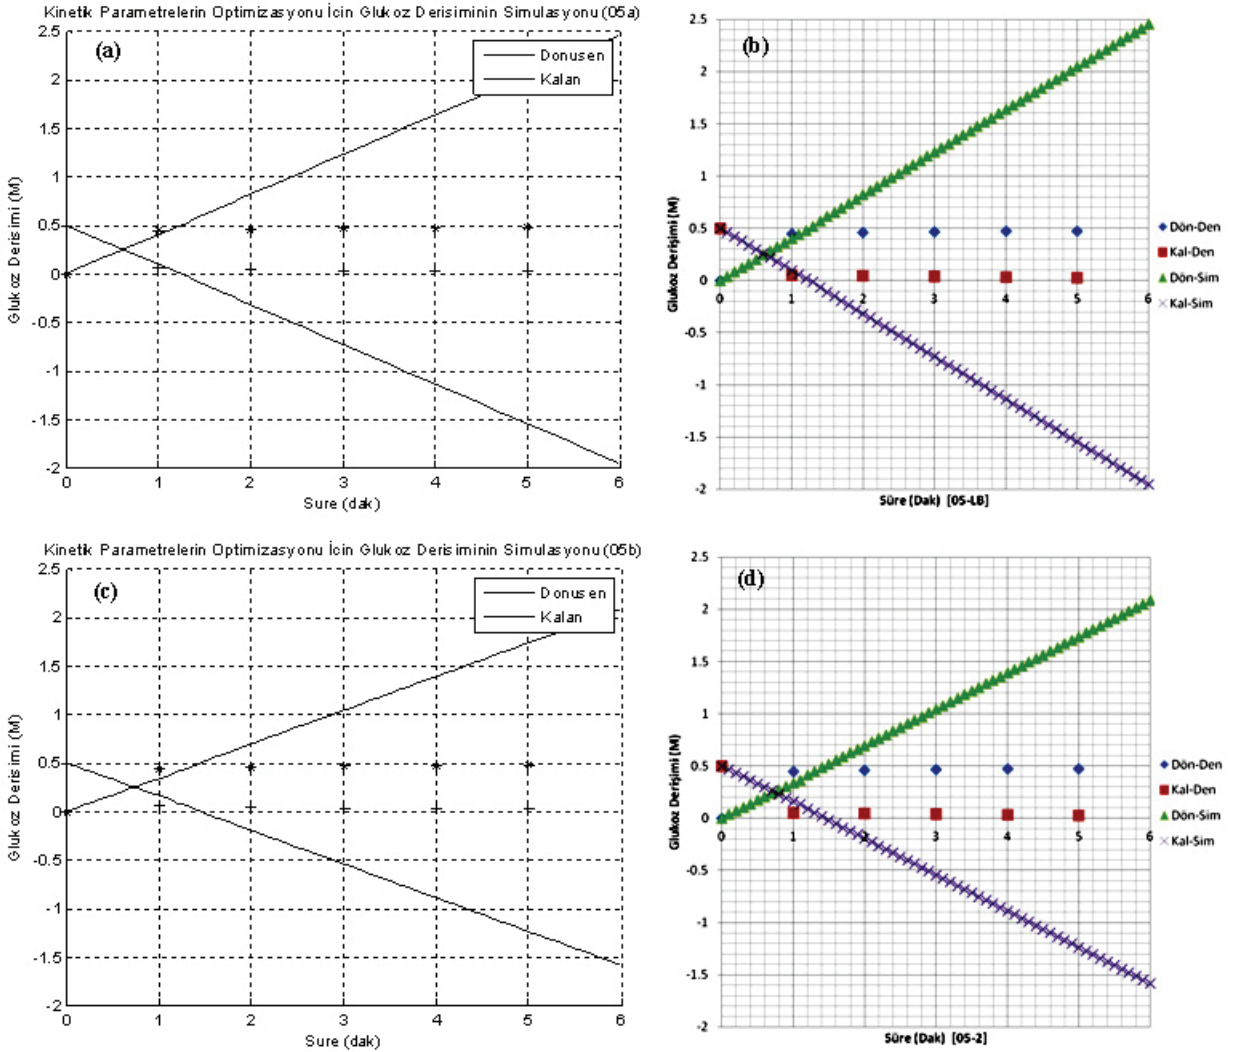 Kinetik Parametrelerin Optimizasyonu İcin Glukoz Derisiminin Simulasyonu (05a)
(a)
Donusen
Kalan
2.5
2
1.5
1
0.5
0
-0.5
-1
-1.5
-2
Glukoz Derisimi (M)
0 1 2 3 4 5 6
Sure (dak)
(b)
2.5
2
1.5
1
0.5
0
-0.5
-1
-1.5
-2
Glukoz Derişimi (M)
0 1 2 3 4 5 6
Dön-Den
Kal-Den
Dön-Sim
Kal-Sim
Süre (Dak) [05-LB]
Kinetik Parametrelerin Optimizasyonu İcin Glukoz Derisiminin Simulasyonu (05b)
(c)
Donusen
Kalan
2.5
2
1.5
1
0.5
0
-0.5
-1
-1.5
-2
Glukoz Derisimi (M)
0 1 2 3 4 5 6
Sure (dak)
(d)
2.5
2
1.5
1
0.5
0
-0.5
-1
-1.5
-2
Glukoz Derişimi (M)
0 1 2 3 4 5 6
Dön-Den
Kal-Den
Dön-Sim
Kal-Sim
Süre (Dak) [05-2]